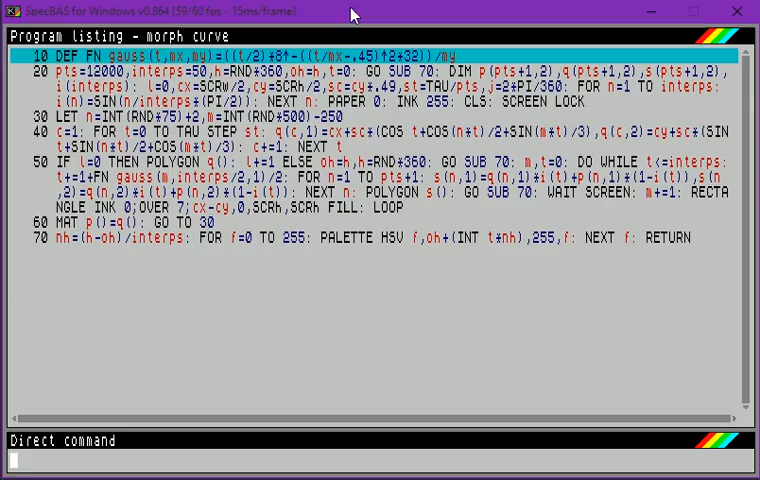 SpecBAS for Windows v0.864 [59/60 fps - 15ms/frame]
Program listing - morph curve
10 DEF FN gauss(t,mx,my)=((t/2)*8↑-((t/mx-.45)↑2*32))/my
20 pts=12000,interps=50,h=RND*360,oh=h,t=0: GO SUB 70: DIM p(pts+1,2),q(pts+1,2),s(pts+1,2),
i(interps): l=0,cx=SCRw/2,cy=SCRh/2,sc=cy*.49,st=TAU/pts,j=2*PI/360: FOR n=1 TO interps:
i(n)=SIN(n/interps*(PI/2)): NEXT n: PAPER 0: INK 255: CLS: SCREEN LOCK
30 LET n=INT(RND*75)+2,m=INT(RND*500)-250
40 c=1: FOR t=0 TO TAU STEP st: q(c,1)=cx+sc*(COS t+COS(n*t)/2+SIN(m*t)/3),q(c,2)=cy+sc*(SIN
t+SIN(n*t)/2+COS(m*t)/3): c+=1: NEXT t
50 IF l=0 THEN POLYGON q(): l+=1 ELSE oh=h,h=RND*360: GO SUB 70: m,t=0: DO WHILE t<=interps:
t+=1+FN gauss(m,interps/2,1)/2: FOR n=1 TO pts+1: s(n,1)=q(n,1)*i(t)+p(n,1)*(1-i(t)),s(n
,2)=q(n,2)*i(t)+p(n,2)*(1-i(t)): NEXT n: POLYGON s(): GO SUB 70: WAIT SCREEN: m+=1: RECTA
NGLE INK 0;OVER 7;cx-cy,0,SCRh,SCRh FILL: LOOP
60 MAT p()=q(): GO TO 30
70 nh=(h-oh)/interps: FOR f=0 TO 255: PALETTE HSV f,oh+(INT t*nh),255,f: NEXT f: RETURN
Direct command